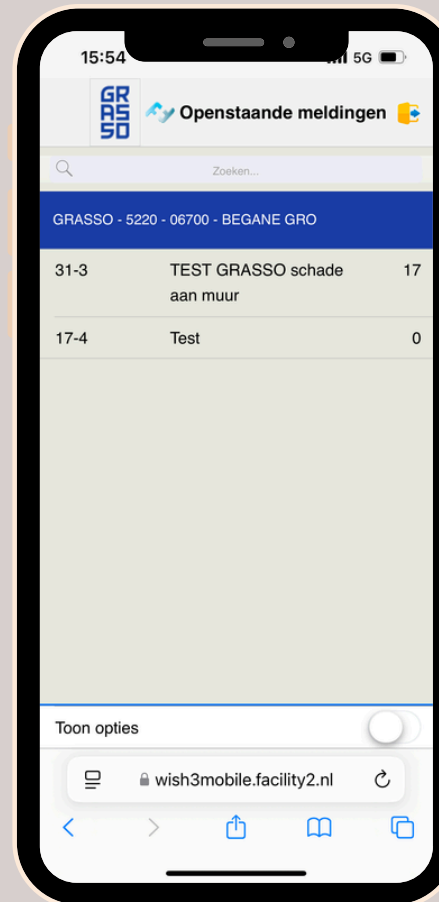 15:54
5G
GR
AS
SO
Openstaande meldingen
Zoeken...
GRASSO - 5220 - 06700 - BEGANE GRO
31-3 TEST GRASSO schade 17
aan muur
17-4 Test 0
Toon opties
wish3mobile.facility2.nl